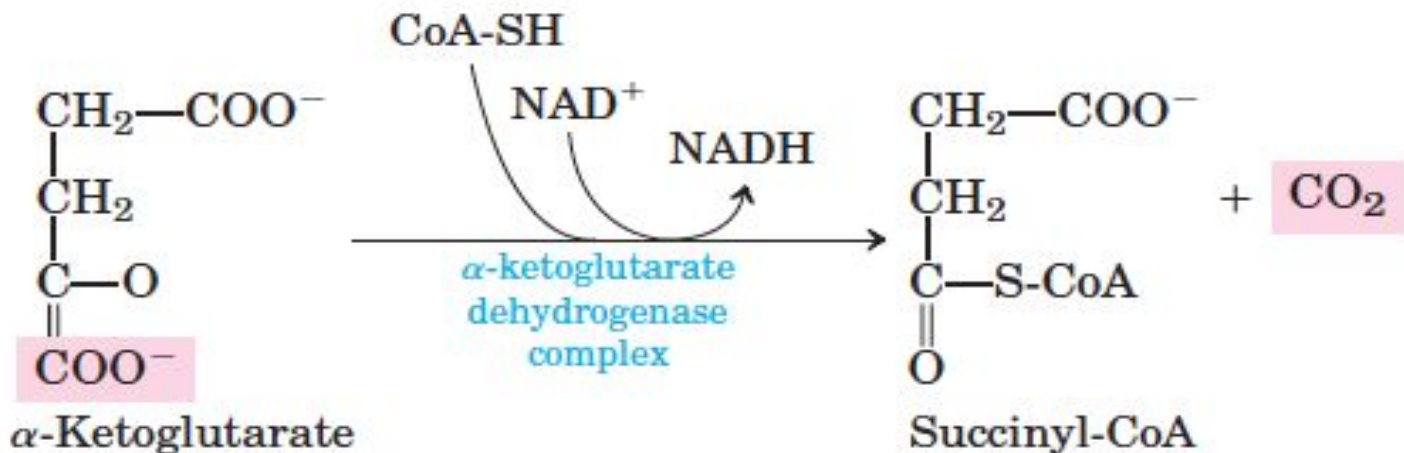 CoA-SH
NAD⁺
NADH
CH₂—COO⁻
CH₂
C—O
COO⁻
α-Ketoglutarate
α-ketoglutarate
dehydrogenase
complex
CH₂—COO⁻
CH₂
C—S-CoA
O
Succinyl-CoA
+ CO₂